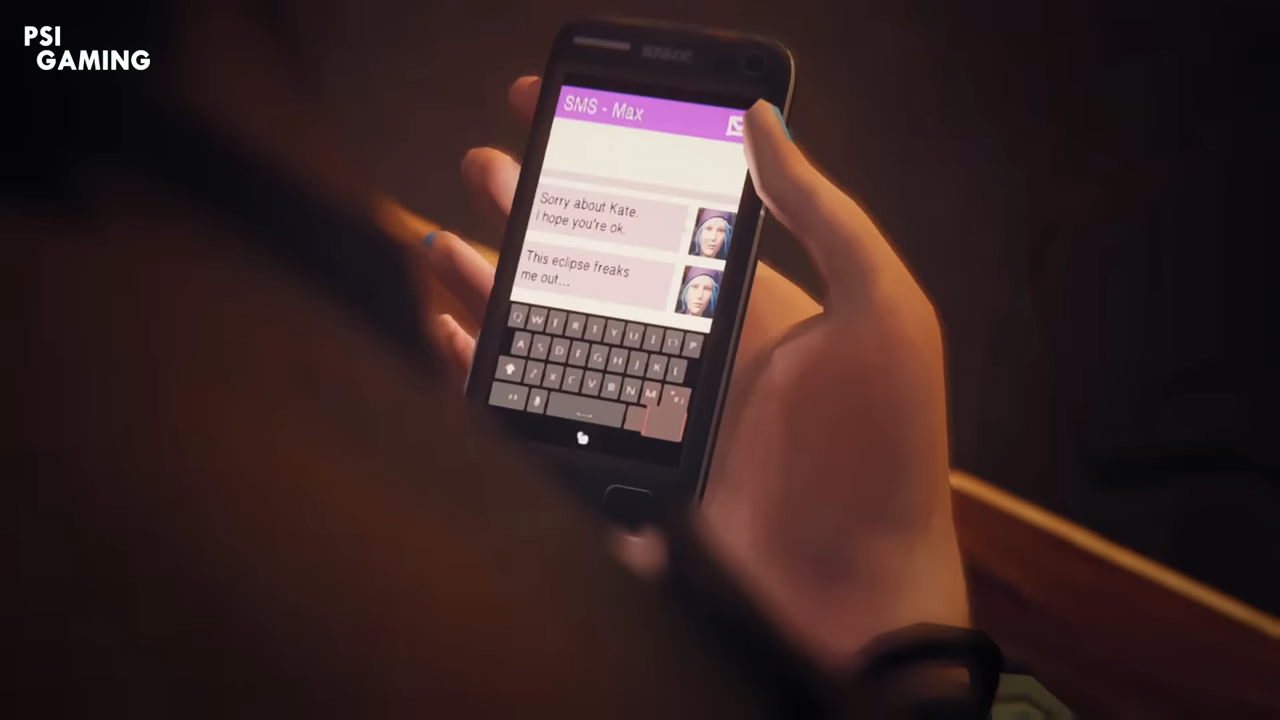 PSI
GAMING
SMS - Max
Sorry about Kate.
I hope you're ok.
This eclipse freaks
me out...
Q W E R T Y U I O P
A S D F G H J K L
Z X C V B N M